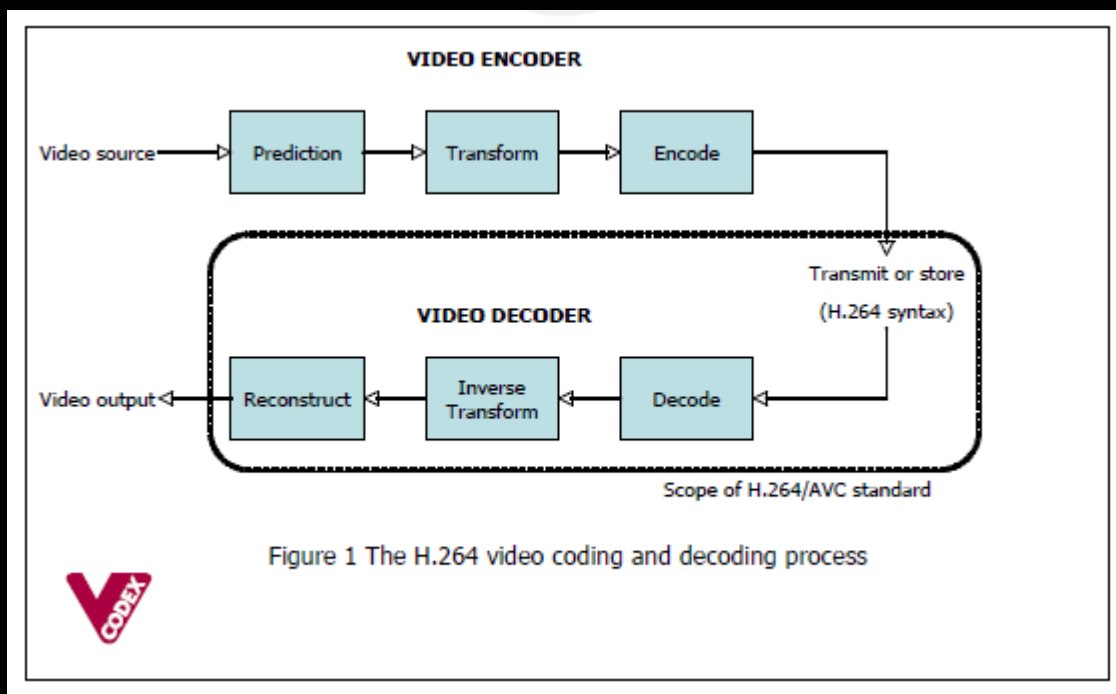 VIDEO ENCODER
Video source
Prediction
Transform
Encode
Transmit or store
(H.264 syntax)
VIDEO DECODER
Video output
Reconstruct
Inverse
Transform
Decode
Scope of H.264/AVC standard
Figure 1 The H.264 video coding and decoding process
V
CODEX